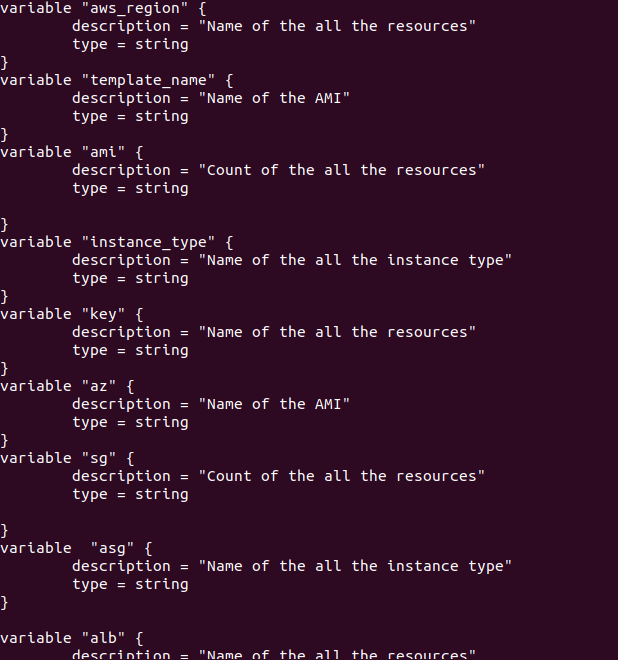 variable "aws_region" {
        description = "Name of the all the resources"
        type = string
}
variable "template_name" {
        description = "Name of the AMI"
        type = string
}
variable "ami" {
        description = "Count of the all the resources"
        type = string

}
variable "instance_type" {
        description = "Name of the all the instance type"
        type = string
}
variable "key" {
        description = "Name of the all the resources"
        type = string
}
variable "az" {
        description = "Name of the AMI"
        type = string
}
variable "sg" {
        description = "Count of the all the resources"
        type = string

}
variable  "asg" {
        description = "Name of the all the instance type"
        type = string
}

variable "alb" {
        description = "Name of the all the resources"